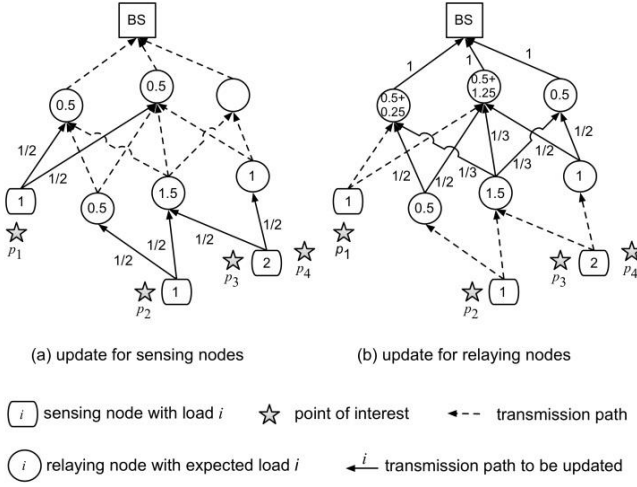 BS
0.5
0.5
1/2
1/2
1
0.5
1.5
1
1/2
1/2
1/2
1/2
p1
p3
2
p4
p2
1
(a) update for sensing nodes
BS
1
1
1
0.5+
0.25
0.5+
1.25
0.5
1/3
1/2
1/2
1/2
1/3
1/3
1/2
1
0.5
1.5
1
p1
p3
2
p4
p2
1
(b) update for relaying nodes
i sensing node with load i
point of interest
transmission path
i relaying node with expected load i
i transmission path to be updated